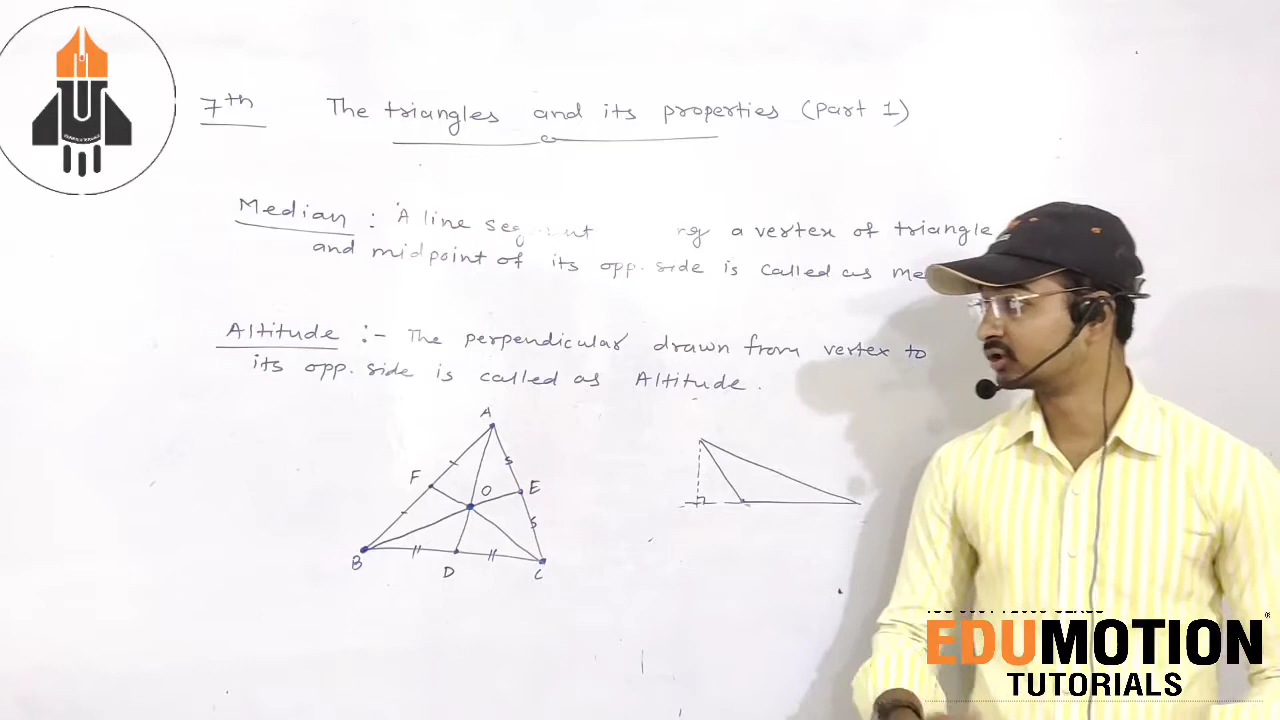 7th The triangles and its properties (Part 1)
Median : A line segment a vertex of triangle
and midpoint of its opp. side is called as me
Altitude :- The perpendicular drawn from vertex to
its opp. side is called as Altitude.
A
F O E
B D C
EDUMOTION
TUTORIALS